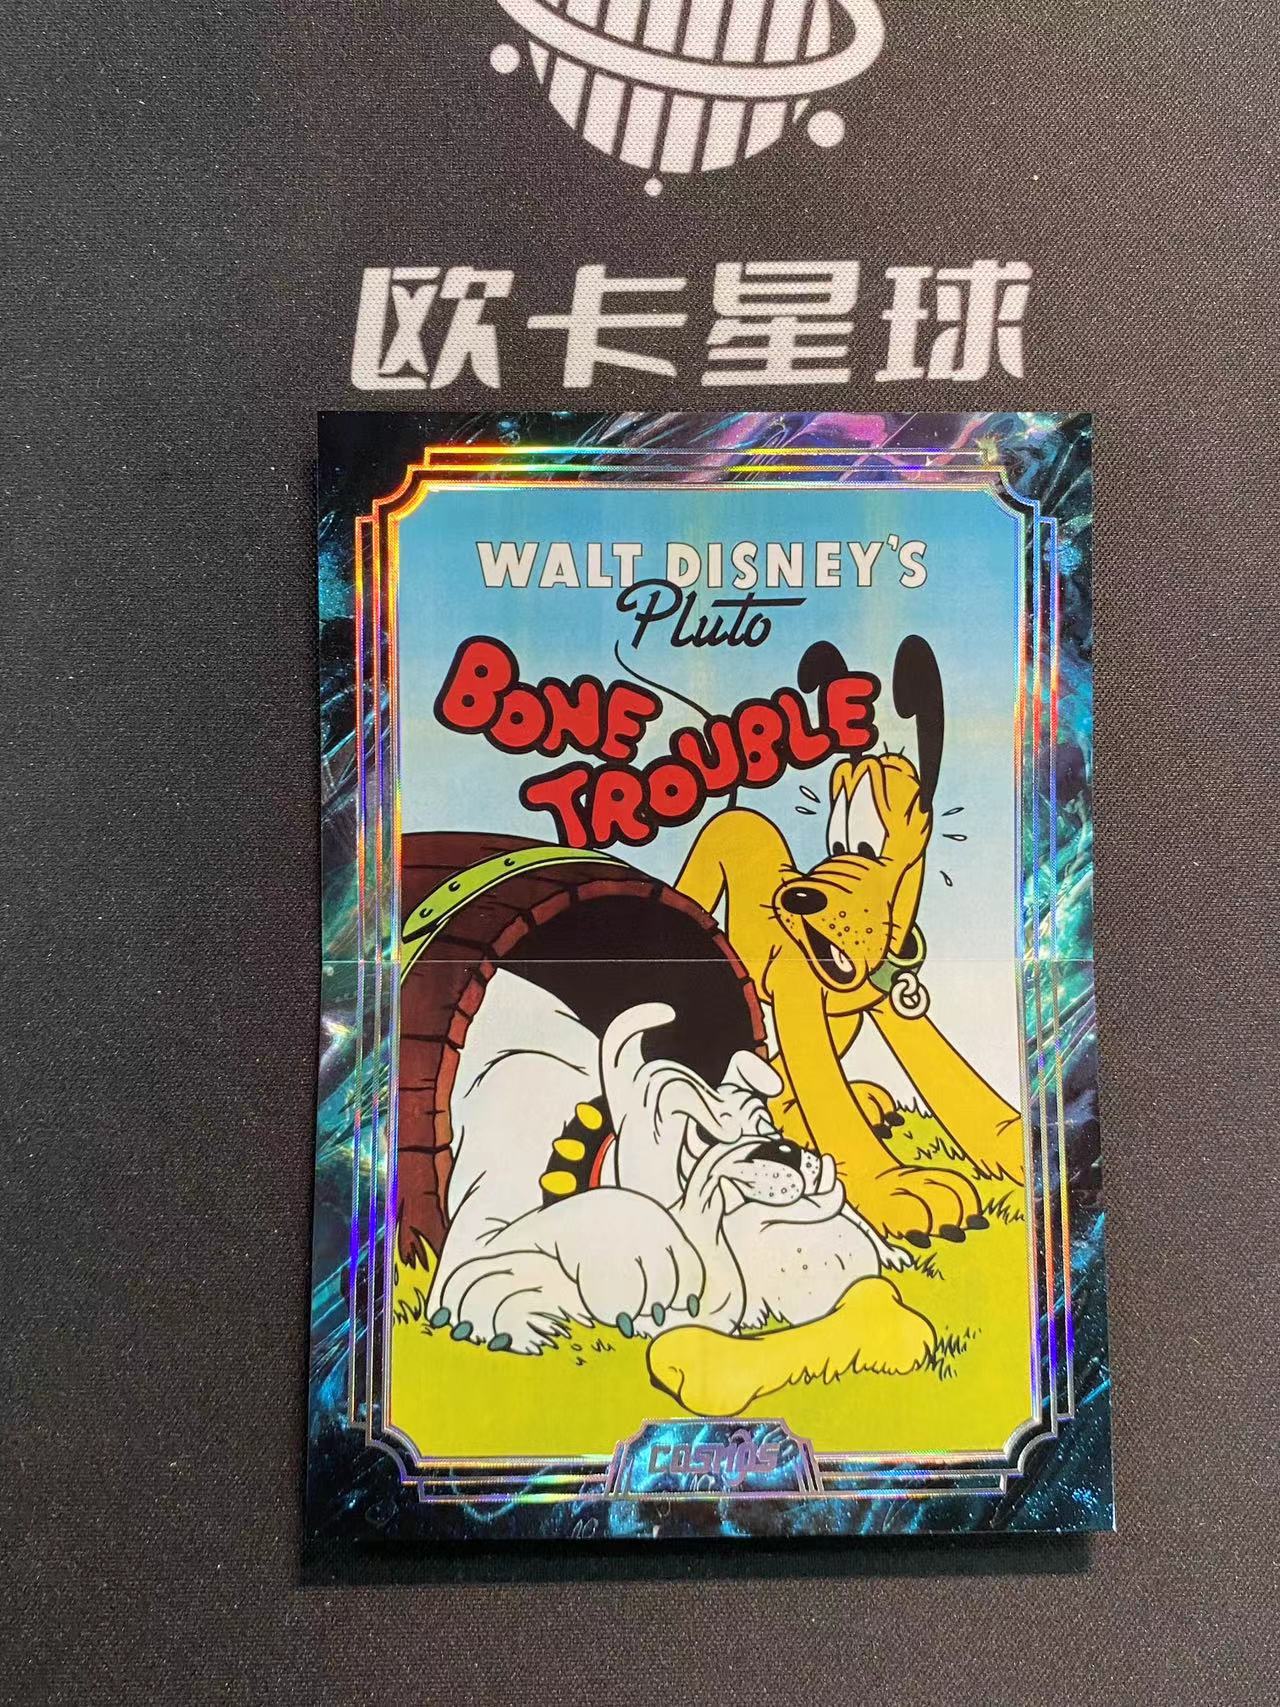 欧卡星球
WALT DISNEY'S
Pluto
BONE
TROUBLE
COSMOS